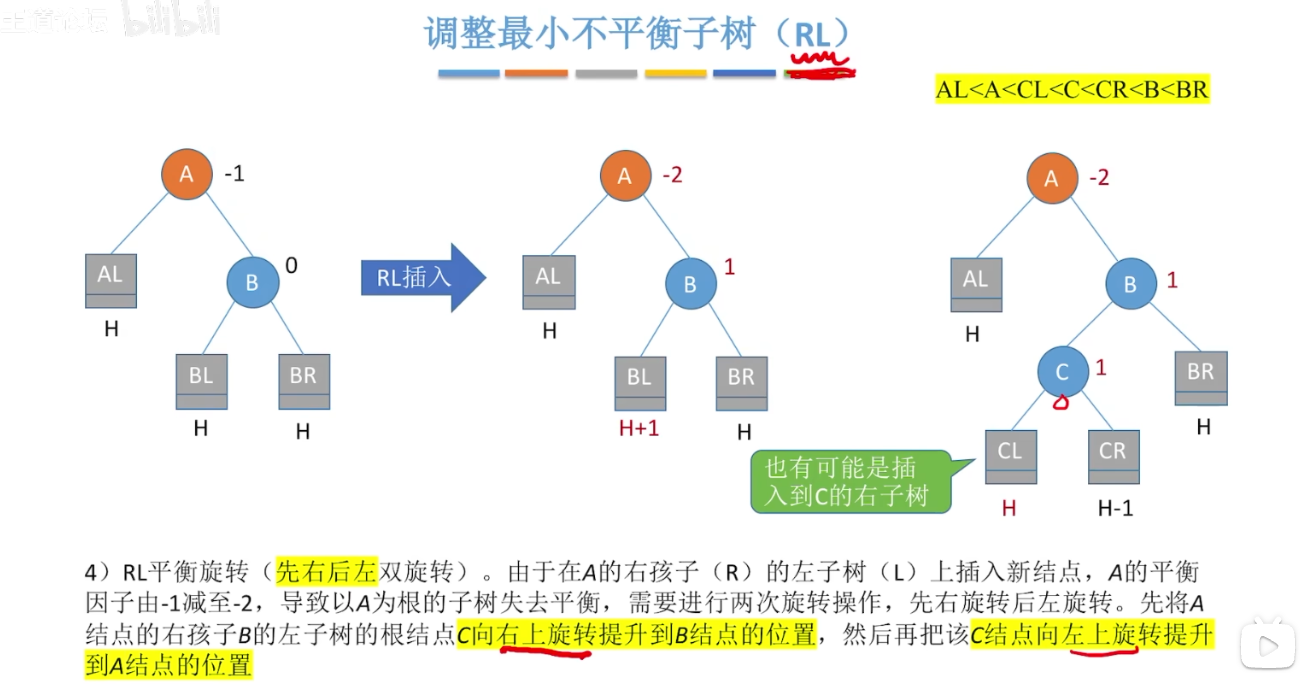 bilibili
调整最小不平衡子树（RL）
AL<A<CL<C<CR<B<BR
A -1
AL
B 0
H
BL
BR
H
H
RL插入
A -2
AL
B 1
H
BL
BR
H+1
H
A -2
AL
B 1
H
C 1
BR
H
CL
CR
H
H-1
也有可能是插
入到C的右子树
4）RL平衡旋转（先右后左双旋转）。由于在A的右孩子（R）的左子树（L）上插入新结点，A的平衡
因子由-1减至-2，导致以A为根的子树失去平衡，需要进行两次旋转操作，先右旋转后左旋转。先将A
结点的右孩子B的左子树的根结点C向右上旋转提升到B结点的位置，然后再把该C结点向左上旋转提升
到A结点的位置